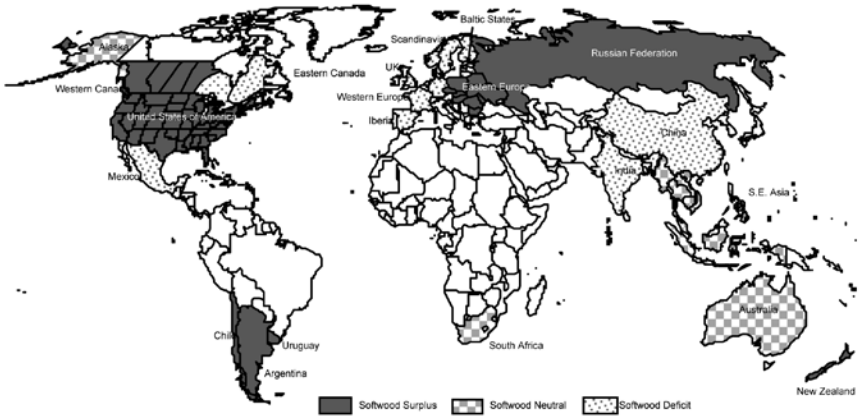 Baltic States
Scandinavia
Alaska
Russian Federation
Eastern Canada
UK
Western Canada
Eastern Europe
Western Europe
United States of America
Iberia
China
India
Mexico
S.E. Asia
Australia
Chile
Uruguay
South Africa
Argentina
New Zealand
Softwood Surplus
Softwood Neutral
Softwood Deficit